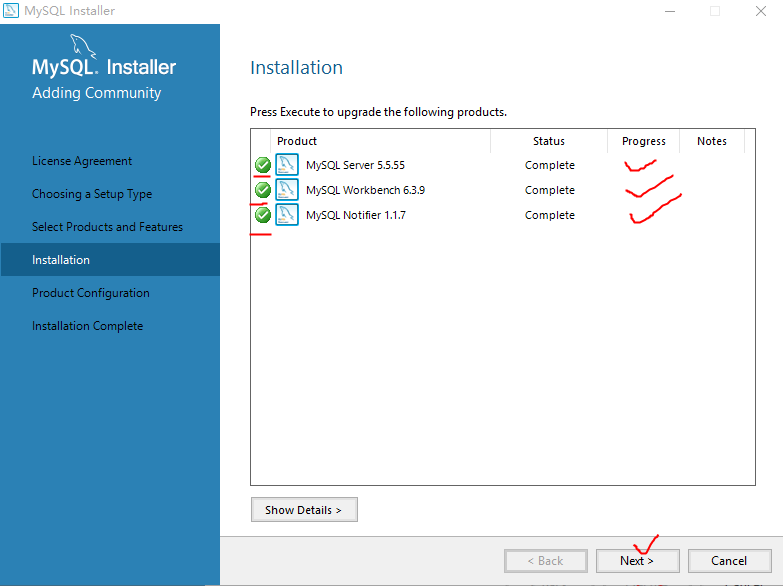 MySQL Installer
MySQL. Installer
Adding Community
License Agreement
Choosing a Setup Type
Select Products and Features
Installation
Product Configuration
Installation Complete
Installation
Press Execute to upgrade the following products.
Product Status Progress Notes
MySQL Server 5.5.55 Complete
MySQL Workbench 6.3.9 Complete
MySQL Notifier 1.1.7 Complete
Show Details >
< Back Next > Cancel